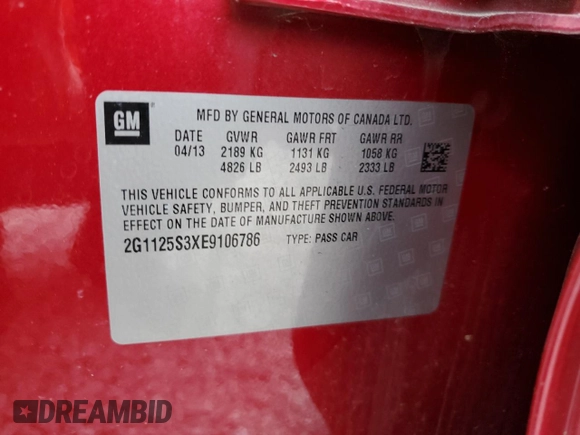 GM
MFD BY GENERAL MOTORS OF CANADA LTD.
DATE GVWR GAWR FRT GAWR RR
04/13 2189 KG 1131 KG 1058 KG
4826 LB 2493 LB 2333 LB
THIS VEHICLE CONFORMS TO ALL APPLICABLE U.S. FEDERAL MOTOR
VEHICLE SAFETY, BUMPER, AND THEFT PREVENTION STANDARDS IN
EFFECT ON THE DATE OF MANUFACTURE SHOWN ABOVE.
2G1125S3XE9106786 TYPE: PASS CAR
DREAMBID